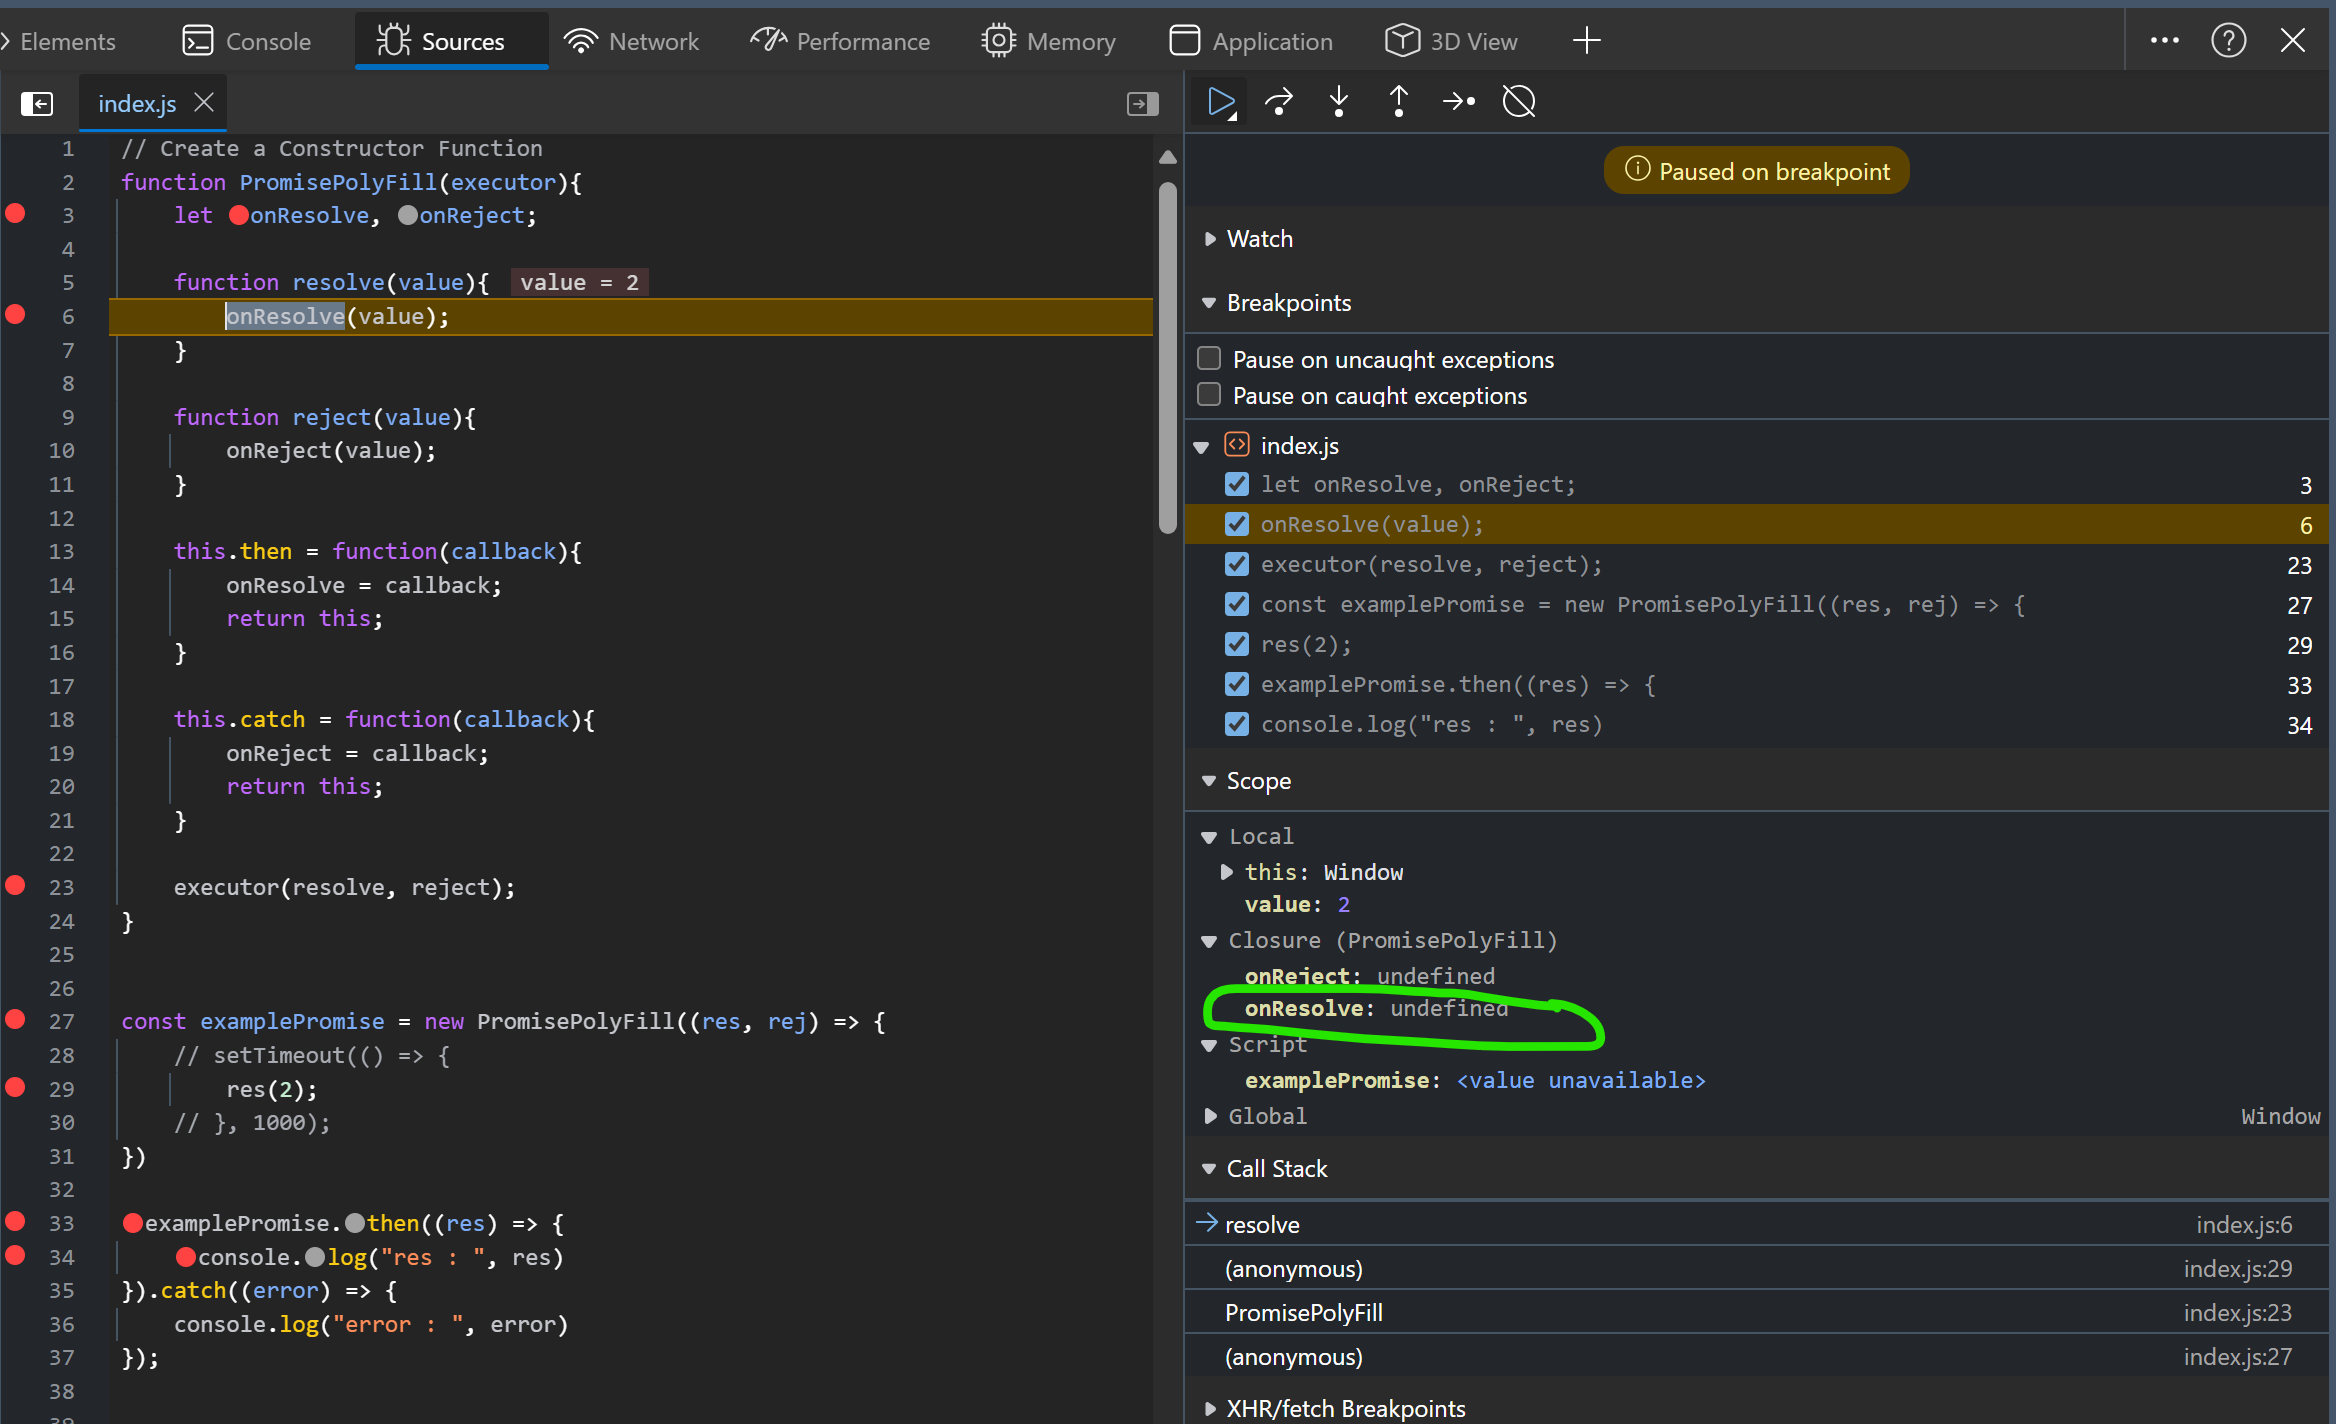 Elements Console Sources Network Performance Memory Application 3D View
index.js
1 // Create a Constructor Function
2 function PromisePolyFill(executor){
3 let onResolve, onReject;
4
5 function resolve(value){ value = 2
6 onResolve(value);
7 }
8
9 function reject(value){
10 onReject(value);
11 }
12
13 this.then = function(callback){
14 onResolve = callback;
15 return this;
16 }
17
18 this.catch = function(callback){
19 onReject = callback;
20 return this;
21 }
22
23 executor(resolve, reject);
24 }
25
26
27 const examplePromise = new PromisePolyFill((res, rej) => {
28 // setTimeout(() => {
29 res(2);
30 // }, 1000);
31 })
32
33 examplePromise.then((res) => {
34 console.log("res : ", res)
35 }).catch((error) => {
36 console.log("error : ", error)
37 });
38
Paused on breakpoint
Watch
Breakpoints
Pause on uncaught exceptions
Pause on caught exceptions
index.js
let onResolve, onReject; 3
onResolve(value); 6
executor(resolve, reject); 23
const examplePromise = new PromisePolyFill((res, rej) => { 27
res(2); 29
examplePromise.then((res) => { 33
console.log("res : ", res) 34
Scope
Local
this: Window
value: 2
Closure (PromisePolyFill)
onReject: undefined
onResolve: undefined
Script
examplePromise: <value unavailable>
Global Window
Call Stack
resolve index.js:6
(anonymous) index.js:29
PromisePolyFill index.js:23
(anonymous) index.js:27
XHR/fetch Breakpoints